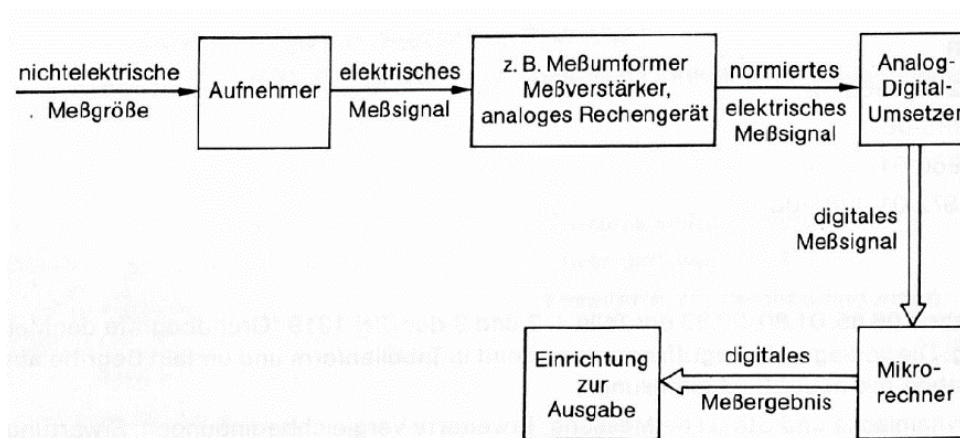 nichtelektrische
Meßgröße
Aufnehmer
elektrisches
Meßsignal
z. B. Meßumformer
Meßverstärker,
analoges Rechengerät
normiertes
elektrisches
Meßsignal
Analog-
Digital-
Umsetzer
digitales
Meßsignal
Mikro-
rechner
digitales
Meßergebnis
Einrichtung
zur
Ausgabe